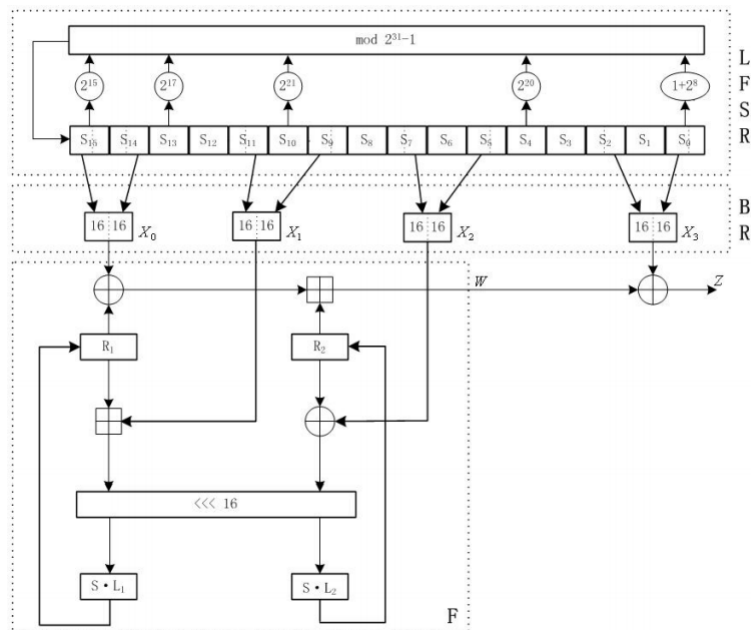 mod 2³¹-1
2¹⁵ 2¹⁷ 2²¹ 2²⁰ 1+2⁸
L
F
S
R
S₁₅ S₁₄ S₁₃ S₁₂ S₁₁ S₁₀ S₉ S₈ S₇ S₆ S₅ S₄ S₃ S₂ S₁ S₀
16 16 X₀ 16 16 X₁ 16 16 X₂ 16 16 X₃
B
R
W Z
R₁ R₂
<<< 16
S·L₁ S·L₂
F